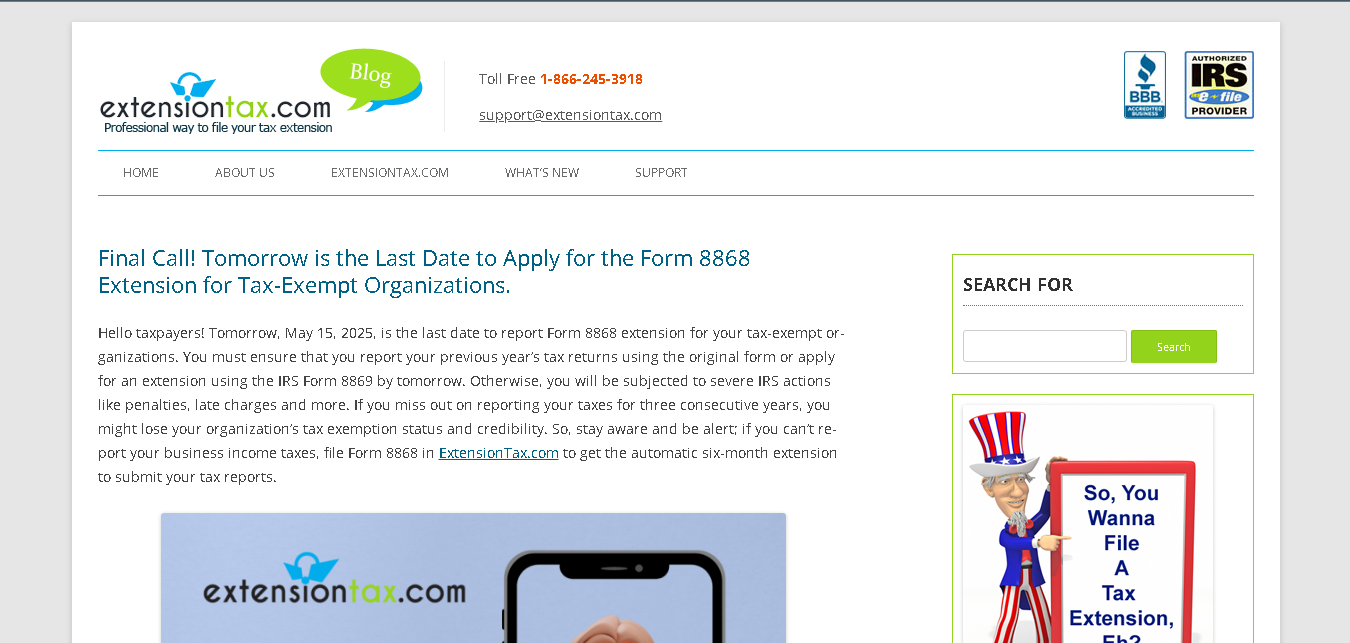 Blog
extensiontax.com
Professional way to file your tax extension
Toll Free 1-866-245-3918
support@extensiontax.com
BBB
ACCREDITED
BUSINESS
AUTHORIZED
IRS
e-file
PROVIDER
HOME ABOUT US EXTENSIONTAX.COM WHAT'S NEW SUPPORT
Final Call! Tomorrow is the Last Date to Apply for the Form 8868
Extension for Tax-Exempt Organizations.
Hello taxpayers! Tomorrow, May 15, 2025, is the last date to report Form 8868 extension for your tax-exempt or-
ganizations. You must ensure that you report your previous year's tax returns using the original form or apply
for an extension using the IRS Form 8869 by tomorrow. Otherwise, you will be subjected to severe IRS actions
like penalties, late charges and more. If you miss out on reporting your taxes for three consecutive years, you
might lose your organization's tax exemption status and credibility. So, stay aware and be alert; if you can't re-
port your business income taxes, file Form 8868 in ExtensionTax.com to get the automatic six-month extension
to submit your tax reports.
extensiontax.com
SEARCH FOR
Search
So, You
Wanna
File
A
Tax
Extension,
Eh?